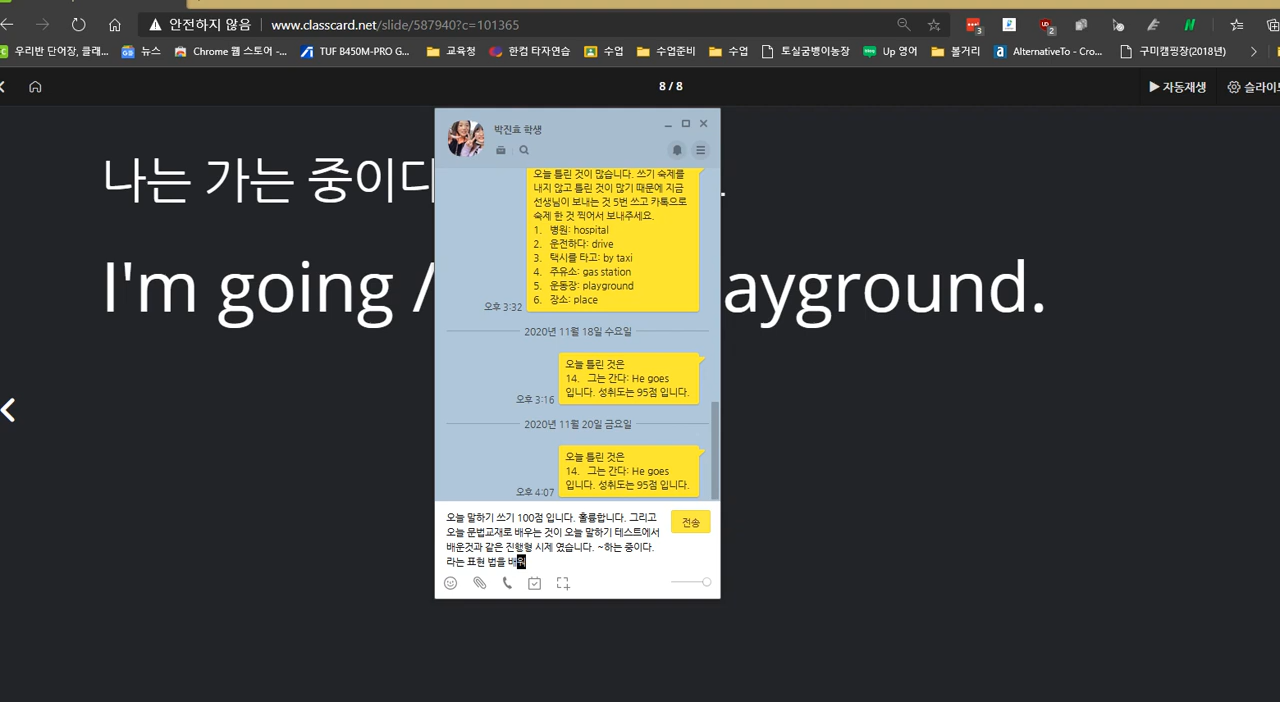 안전하지 않음 | www.classcard.net/slide/587940?c=101365
3
2
우리반 단어장, 클래...
뉴스
Chrome 웹 스토어 -...
TUF B450M-PRO G...
교육청
한컴 타자연습
수업
수업준비
수업
토실굼벵이농장
Up 영어
볼거리
AlternativeTo - Cro...
구미캠핑장(2018년)
8 / 8
자동재생
슬라이드
나는 가는 중이다
I'm going /
ayground.
박진효 학생
오늘 틀린 것이 많습니다. 쓰기 숙제를
내지 않고 틀린 것이 많기 때문에 지금
선생님이 보내는 것 5번 쓰고 카톡으로
숙제 한 것 찍어서 보내주세요.
1. 병원: hospital
2. 운전하다: drive
3. 택시를 타고: by taxi
4. 주유소: gas station
5. 운동장: playground
6. 장소: place
오후 3:32
2020년 11월 18일 수요일
오늘 틀린 것은
14. 그는 간다: He goes
입니다. 성취도는 95점 입니다.
오후 3:16
2020년 11월 20일 금요일
오늘 틀린 것은
14. 그는 간다: He goes
입니다. 성취도는 95점 입니다.
오후 4:07
오늘 말하기 쓰기 100점 입니다. 훌륭합니다. 그리고
오늘 문법교재로 배우는 것이 오늘 말하기 테스트에서
배운것과 같은 진행형 시제 였습니다. ~하는 중이다.
라는 표현 법을 배워
전송